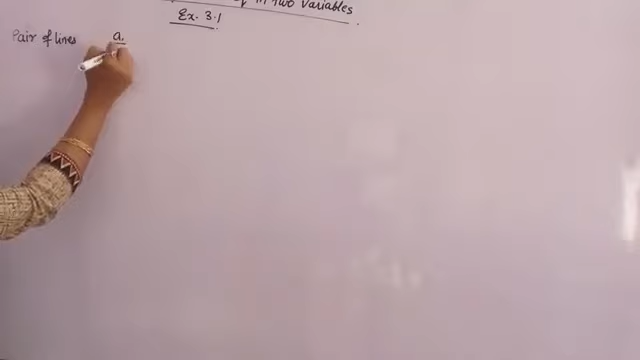 in two variables.
Ex. 3.1
Pair of lines a